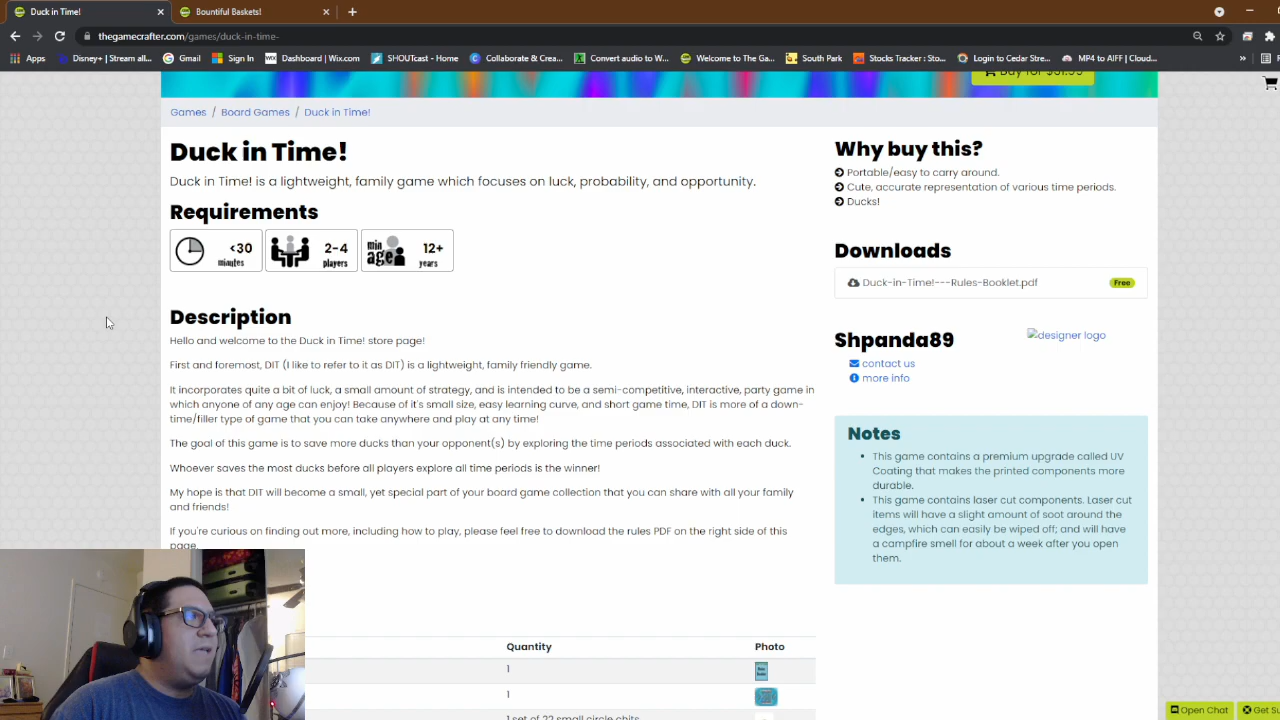 Duck in Time!
Bountiful Baskets!
thegamecrafter.com/games/duck-in-time-
Apps
Disney+ | Stream all...
Gmail
Sign In
Dashboard | Wix.com
SHOUTcast - Home
Collaborate & Crea...
Convert audio to W...
Welcome to The Ga...
South Park
Stocks Tracker: Sto...
Login to Cedar Stre...
MP4 to AIFF | Cloud...
»
Games / Board Games / Duck in Time!
Duck in Time!
Duck in Time! is a lightweight, family game which focuses on luck, probability, and opportunity.
Requirements
<30 minutes
2-4 players
min age 12+ years
Description
Hello and welcome to the Duck in Time! store page!
First and foremost, DIT (I like to refer to it as DIT) is a lightweight, family friendly game.
It incorporates quite a bit of luck, a small amount of strategy, and is intended to be a semi-competitive, interactive, party game in
which anyone of any age can enjoy! Because of it's small size, easy learning curve, and short game time, DIT is more of a down-
time/filler type of game that you can take anywhere and play at any time!
The goal of this game is to save more ducks than your opponent(s) by exploring the time periods associated with each duck.
Whoever saves the most ducks before all players explore all time periods is the winner!
My hope is that DIT will become a small, yet special part of your board game collection that you can share with all your family
and friends!
If you're curious on finding out more, including how to play, please feel free to download the rules PDF on the right side of this
page.
Quantity
Photo
1
1
1 set of 22 small circle chits
Why buy this?
Portable/easy to carry around.
Cute, accurate representation of various time periods.
Ducks!
Downloads
Duck-in-Time!---Rules-Booklet.pdf
Free
Shpanda89
designer logo
contact us
more info
Notes
• This game contains a premium upgrade called UV
Coating that makes the printed components more
durable.
• This game contains laser cut components. Laser cut
items will have a slight amount of soot around the
edges, which can easily be wiped off; and will have
a campfire smell for about a week after you open
them.
Open Chat
Get Su